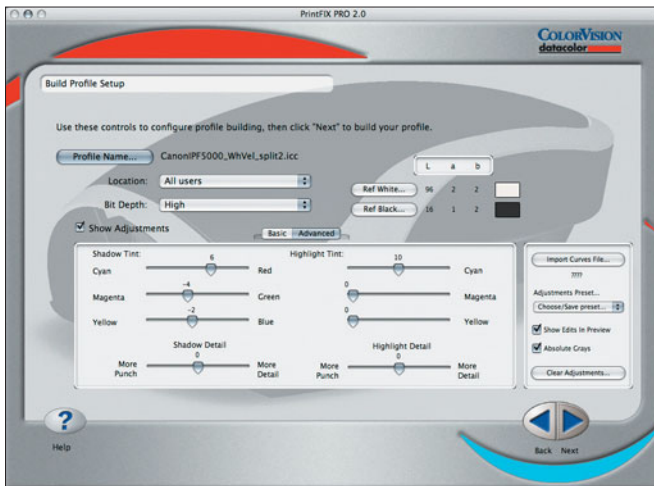 PrintFIX PRO 2.0
COLORVISION
datacolor
Build Profile Setup
Use these controls to configure profile building, then click "Next" to build your profile.
Profile Name... CanonIPF5000_WhVel_split2.icc
L a b
Location: All users
Ref White... 96 2 2
Bit Depth: High
Ref Black... 16 1 2
Show Adjustments
Basic Advanced
Shadow Tint: 6 Highlight Tint: 10
Cyan Red Cyan
-4 0
Magenta Green Magenta
-2 0
Yellow Blue Yellow
Shadow Detail Highlight Detail
0 0
More Punch More Detail More Punch More Detail
Import Curves File...
????
Adjustments Preset...
Choose/Save preset...
Show Edits In Preview
Absolute Grays
Clear Adjustments...
?
Help
Back Next